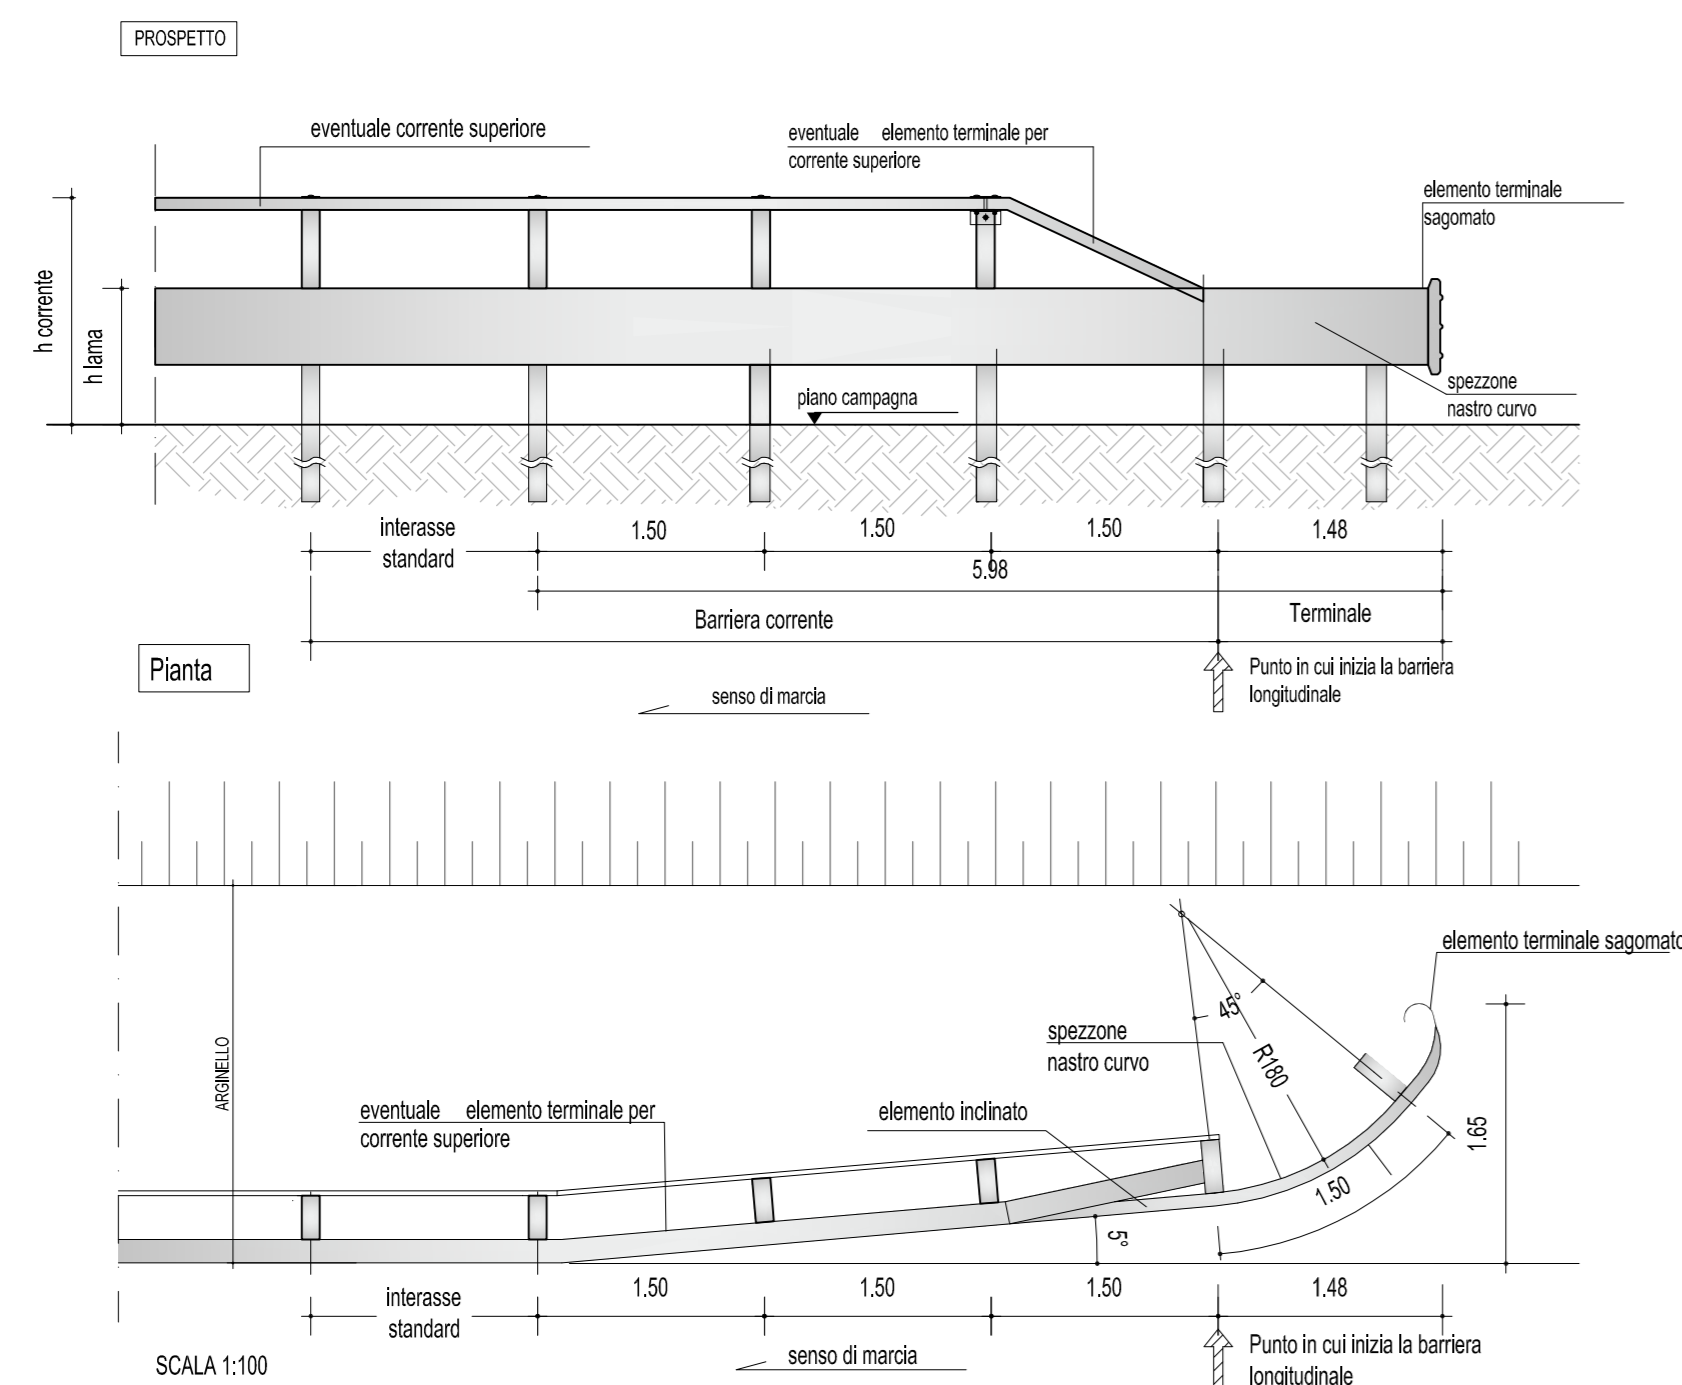 PROSPETTO
eventuale corrente superiore
eventuale elemento terminale per
corrente superiore
elemento terminale
sagomato
h corrente
h lama
piano campagna
spezzone
nastro curvo
interasse
standard
1.50
1.50
1.50
1.48
5.98
Barriera corrente
Terminale
Pianta
senso di marcia
Punto in cui inizia la barriera
longitudinale
elemento terminale sagomato
45°
R180
spezzone
nastro curvo
ARGINELLO
eventuale elemento terminale per
corrente superiore
elemento inclinato
1.65
1.50
5°
interasse
standard
1.50
1.50
1.50
1.48
SCALA 1:100
senso di marcia
Punto in cui inizia la barriera
longitudinale